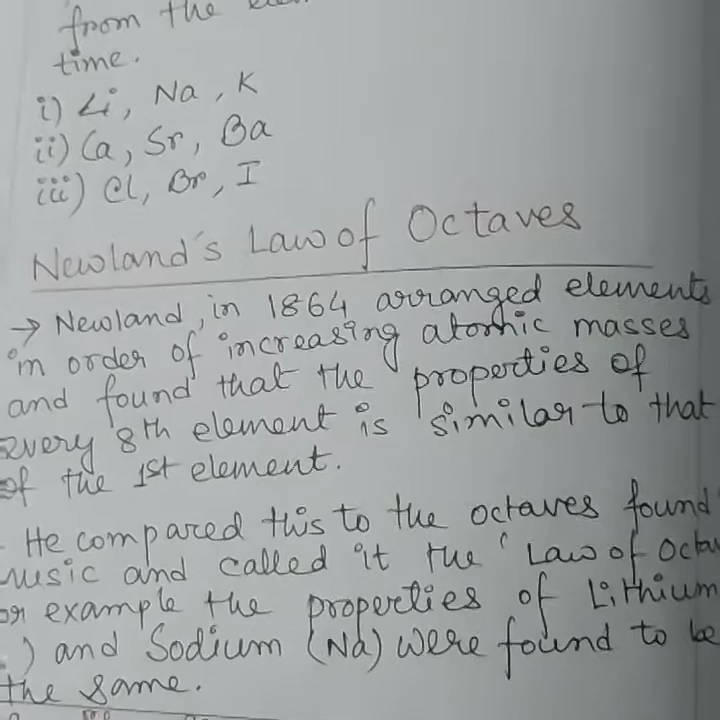 from the
time.
i) Li, Na, K
ii) Ca, Sr, Ba
iii) Cl, Br, I
Newland's Law of Octaves
→ Newland, in 1864 arranged elements
in order of increasing atomic masses
and found that the properties of
every 8th element is similar to that
of the 1st element.
He compared this to the octaves found
music and called it the 'Law of Octav
or example the properties of Lithium
) and Sodium (Na) were found to be
the same.